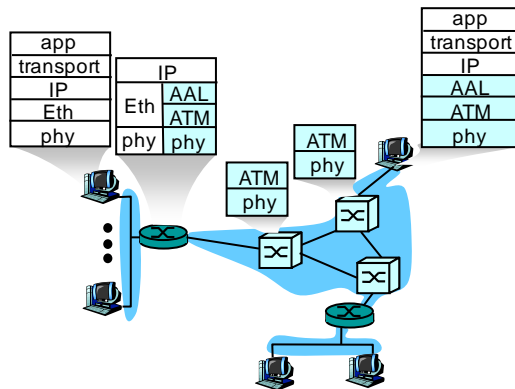 app
transport
IP
Eth
phy
IP
Eth
AAL
ATM
phy
phy
ATM
phy
ATM
phy
app
transport
IP
AAL
ATM
phy